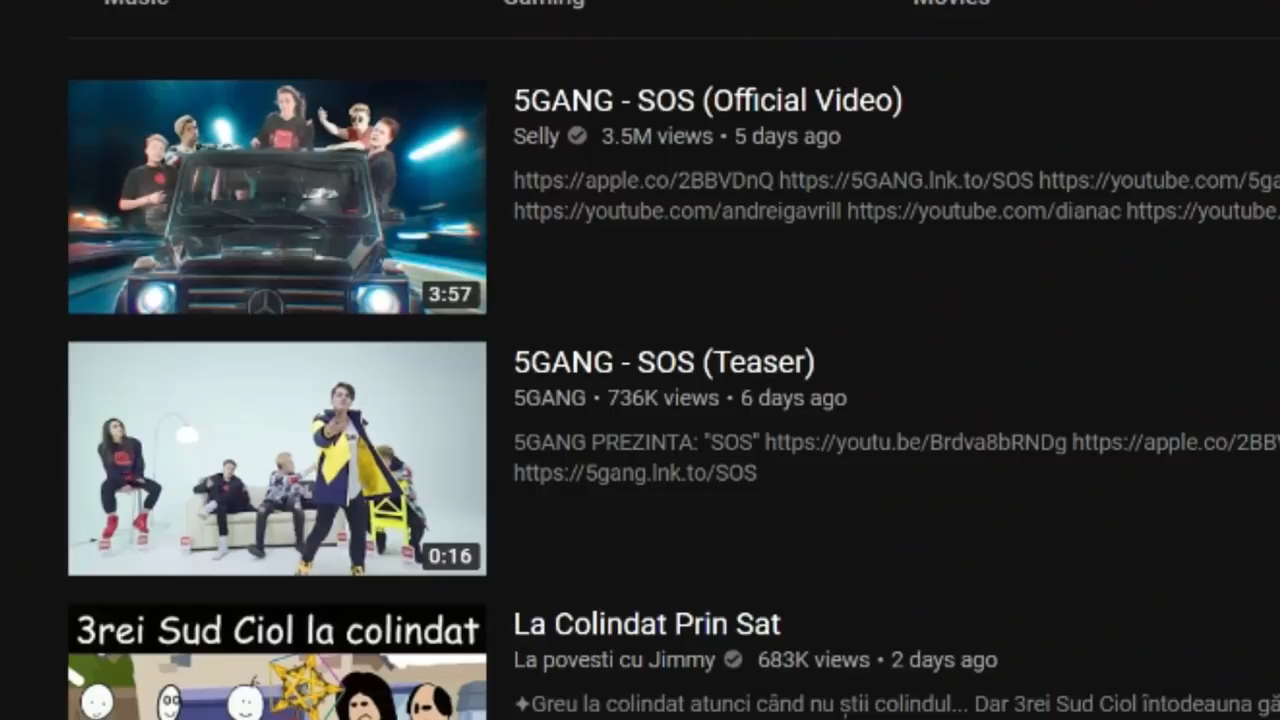 Music Gaming Movies
5GANG - SOS (Official Video)
Selly 3.5M views • 5 days ago
https://apple.co/2BBVDnQ https://5GANG.lnk.to/SOS https://youtube.com/5ga
https://youtube.com/andreigavrill https://youtube.com/dianac https://youtube
3:57
5GANG - SOS (Teaser)
5GANG • 736K views • 6 days ago
5GANG PREZINTA: "SOS" https://youtu.be/Brdva8bRNDg https://apple.co/2BBV
https://5gang.lnk.to/SOS
0:16
3rei Sud Ciol la colindat
La Colindat Prin Sat
La povesti cu Jimmy 683K views • 2 days ago
✦Greu la colindat atunci când nu știi colindul... Dar 3rei Sud Ciol întodeauna gă